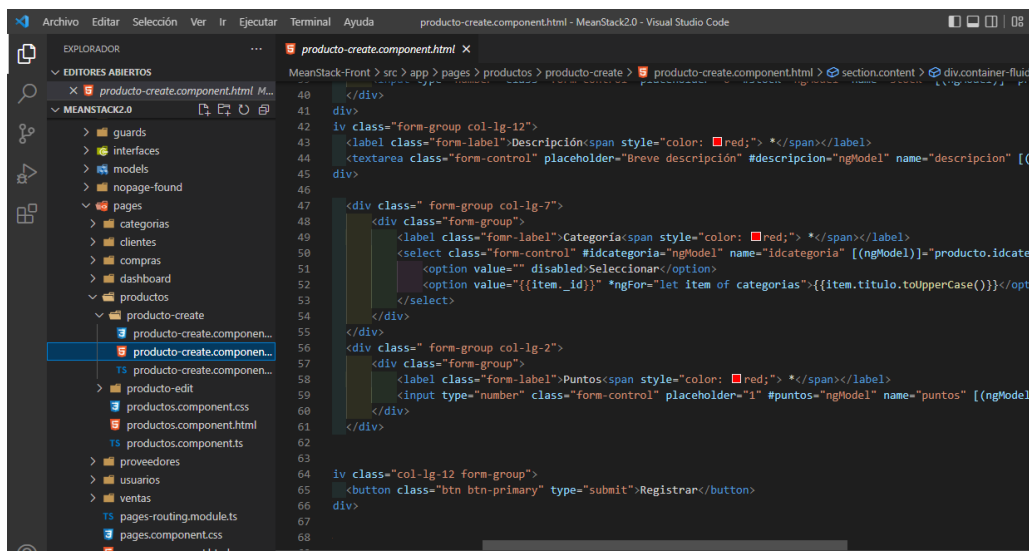 Archivo Editar Selección Ver Ir Ejecutar Terminal Ayuda producto-create.component.html - MeanStack2.0 - Visual Studio Code
EXPLORADOR ...
EDITORES ABIERTOS
producto-create.component.html M...
MEANSTACK2.0
guards
interfaces
models
nopage-found
pages
categorias
clientes
compras
dashboard
productos
producto-create
producto-create.componen...
producto-create.componen...
TS producto-create.componen...
producto-edit
productos.component.css
productos.component.html
TS productos.component.ts
proveedores
usuarios
ventas
TS pages-routing.module.ts
pages.component.css
producto-create.component.html
MeanStack-Front > src > app > pages > productos > producto-create > producto-create.component.html > section.content > div.container-fluid
40 </div>
41 div>
42 iv class="form-group col-lg-12">
43 <label class="form-label">Descripción<span style="color: red;"> *</span></label>
44 <textarea class="form-control" placeholder="Breve descripción" #descripcion="ngModel" name="descripcion" [(
45 div>
46
47 <div class=" form-group col-lg-7">
48 <div class="form-group">
49 <label class="fomr-label">Categoría<span style="color: red;"> *</span></label>
50 <select class="form-control" #idcategoria="ngModel" name="idcategoria" [(ngModel)]="producto.idcate
51 <option value="" disabled>Seleccionar</option>
52 <option value="{{item._id}}" *ngFor="let item of categorias">{{item.titulo.toUpperCase()}}</opt
53 </select>
54 </div>
55 </div>
56 <div class=" form-group col-lg-2">
57 <div class="form-group">
58 <label class="form-label">Puntos<span style="color: red;"> *</span></label>
59 <input type="number" class="form-control" placeholder="1" #puntos="ngModel" name="puntos" [(ngModel
60 </div>
61 </div>
62
63
64 iv class="col-lg-12 form-group">
65 <button class="btn btn-primary" type="submit">Registrar</button>
66 div>
67
68